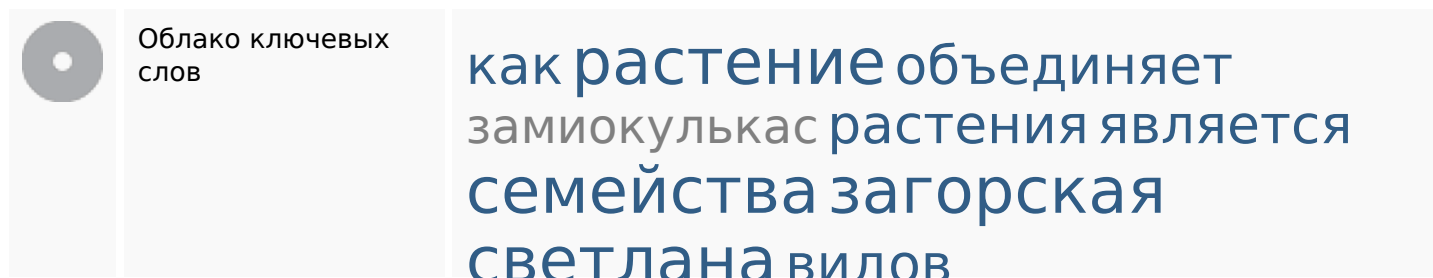 Облако ключевых
слов
как растение объединяет
замиокулькас растения является
семейства загорская
светлана видов